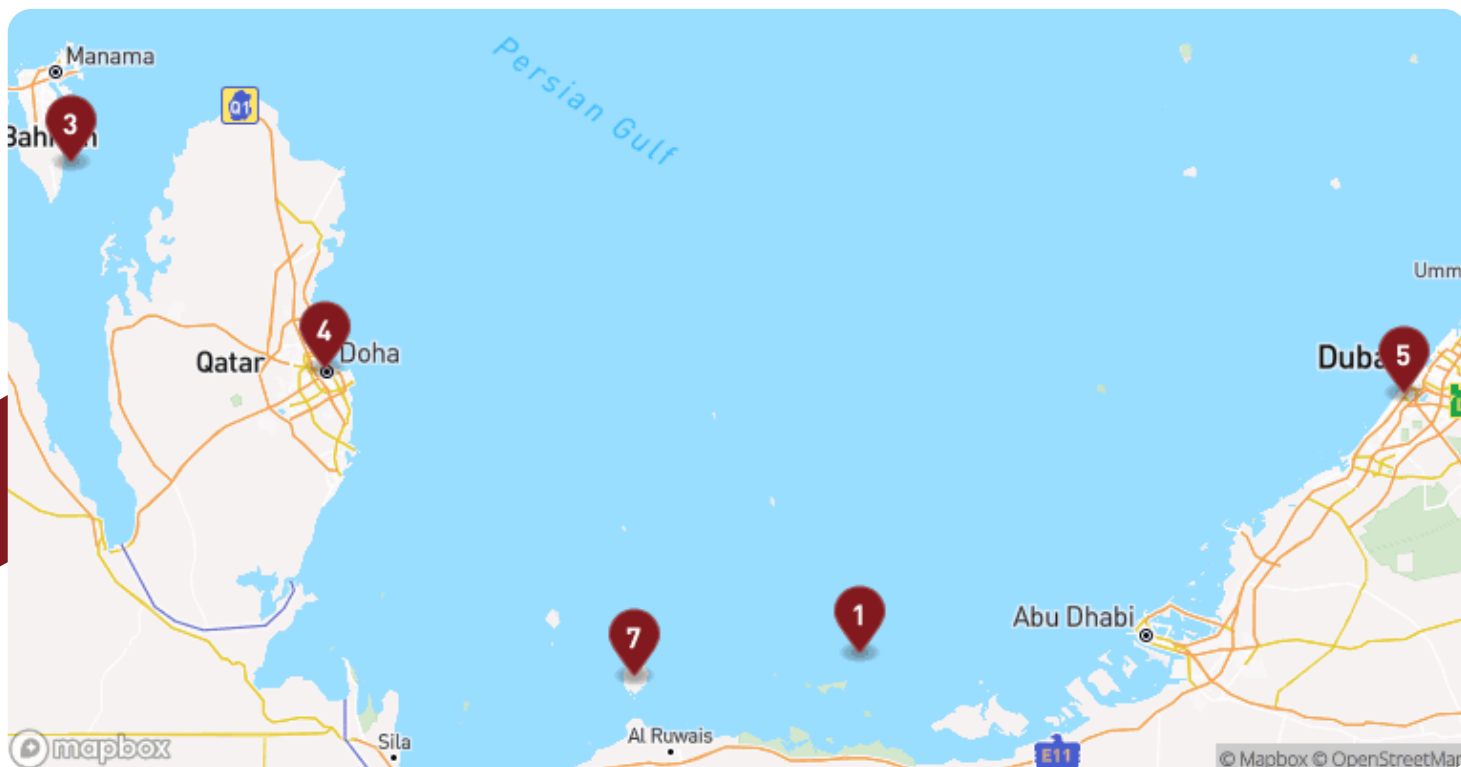 Manama
Q1
3
Bahrain
Persian Gulf
Umm
4
Doha
Qatar
Dubai
5
7
1
Abu Dhabi
Al Ruwais
Sila
E11
mapbox
© Mapbox © OpenStreetMap